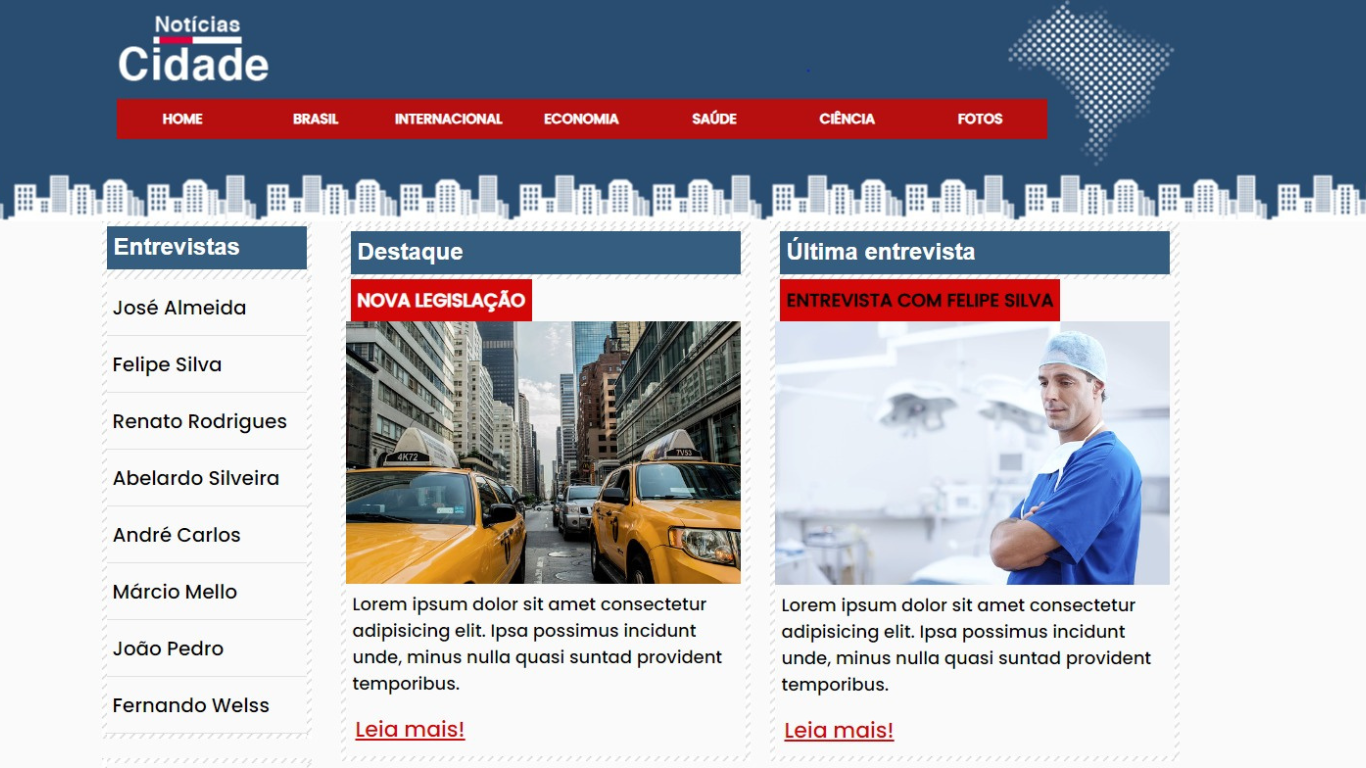 Notícias
Cidade
HOME BRASIL INTERNACIONAL ECONOMIA SAÚDE CIÊNCIA FOTOS
Entrevistas
José Almeida
Felipe Silva
Renato Rodrigues
Abelardo Silveira
André Carlos
Márcio Mello
João Pedro
Fernando Welss
Destaque
NOVA LEGISLAÇÃO
4K72
7V53
Lorem ipsum dolor sit amet consectetur
adipisicing elit. Ipsa possimus incidunt
unde, minus nulla quasi suntad provident
temporibus.
Leia mais!
Última entrevista
ENTREVISTA COM FELIPE SILVA
Lorem ipsum dolor sit amet consectetur
adipisicing elit. Ipsa possimus incidunt
unde, minus nulla quasi suntad provident
temporibus.
Leia mais!